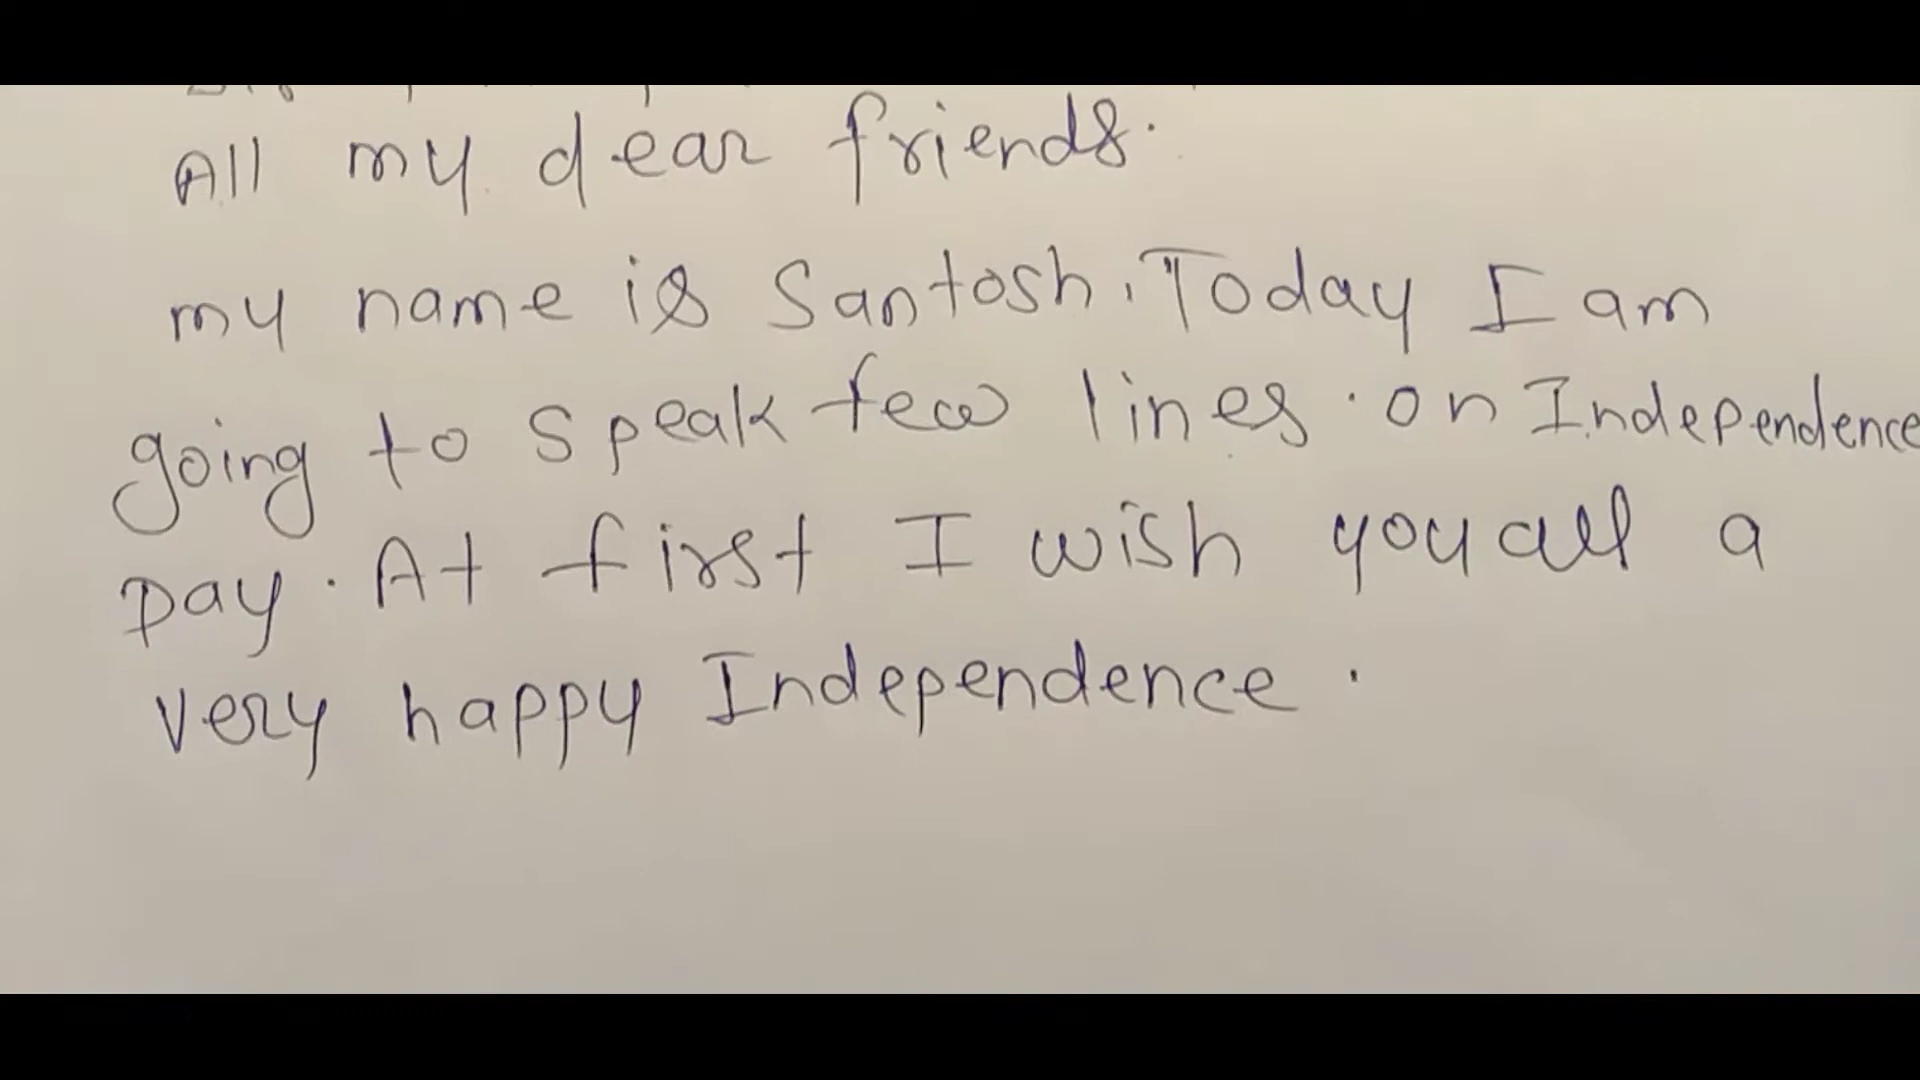 All my dear friends.
my name is Santosh. Today I am
going to speak few lines. on Independence
Day. At first I wish you all a
very happy Independence.